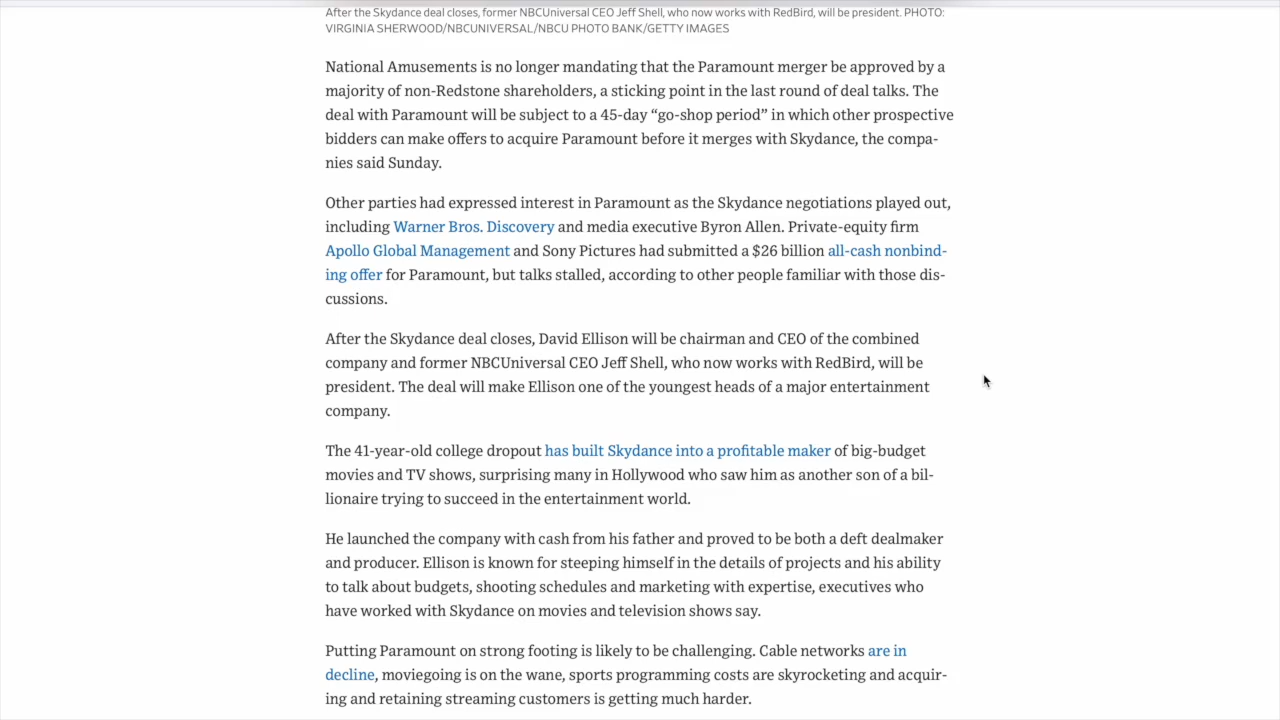 After the Skydance deal closes, former NBCUniversal CEO Jeff Shell, who now works with RedBird, will be president. PHOTO:
VIRGINIA SHERWOOD/NBCUNIVERSAL/NBCU PHOTO BANK/GETTY IMAGES
National Amusements is no longer mandating that the Paramount merger be approved by a
majority of non-Redstone shareholders, a sticking point in the last round of deal talks. The
deal with Paramount will be subject to a 45-day “go-shop period” in which other prospective
bidders can make offers to acquire Paramount before it merges with Skydance, the compa-
nies said Sunday.
Other parties had expressed interest in Paramount as the Skydance negotiations played out,
including Warner Bros. Discovery and media executive Byron Allen. Private-equity firm
Apollo Global Management and Sony Pictures had submitted a $26 billion all-cash nonbind-
ing offer for Paramount, but talks stalled, according to other people familiar with those dis-
cussions.
After the Skydance deal closes, David Ellison will be chairman and CEO of the combined
company and former NBCUniversal CEO Jeff Shell, who now works with RedBird, will be
president. The deal will make Ellison one of the youngest heads of a major entertainment
company.
The 41-year-old college dropout has built Skydance into a profitable maker of big-budget
movies and TV shows, surprising many in Hollywood who saw him as another son of a bil-
lionaire trying to succeed in the entertainment world.
He launched the company with cash from his father and proved to be both a deft dealmaker
and producer. Ellison is known for steeping himself in the details of projects and his ability
to talk about budgets, shooting schedules and marketing with expertise, executives who
have worked with Skydance on movies and television shows say.
Putting Paramount on strong footing is likely to be challenging. Cable networks are in
decline, moviegoing is on the wane, sports programming costs are skyrocketing and acquir-
ing and retaining streaming customers is getting much harder.